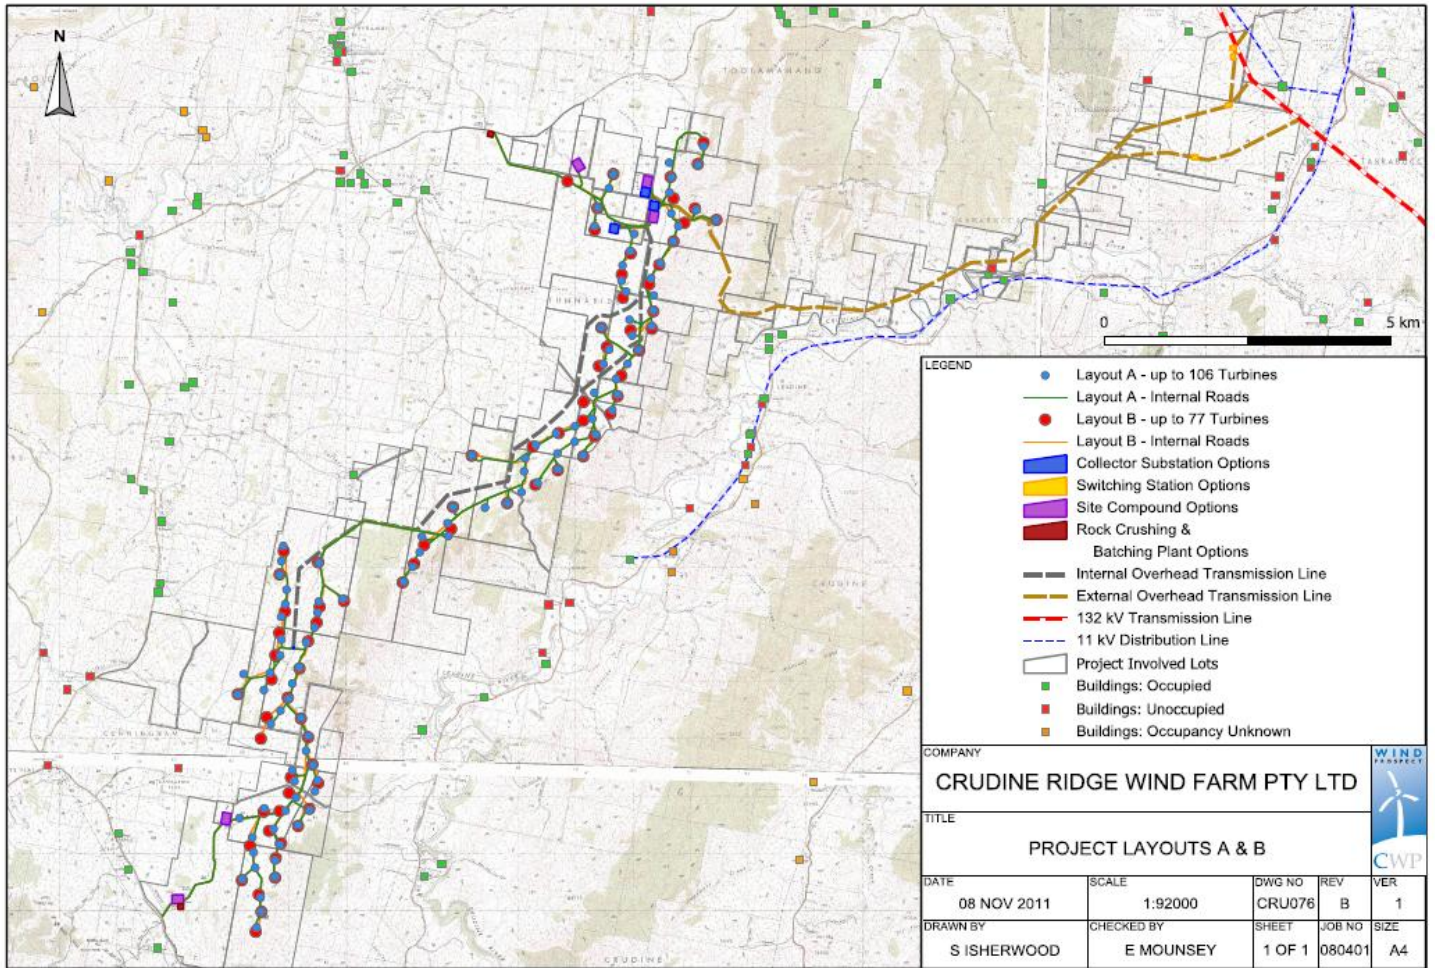 N
TOOLAMANANG
0
5 km
LEGEND
Layout A - up to 106 Turbines
Layout A - Internal Roads
Layout B - up to 77 Turbines
Layout B - Internal Roads
Collector Substation Options
Switching Station Options
Site Compound Options
Rock Crushing &
Batching Plant Options
Internal Overhead Transmission Line
External Overhead Transmission Line
132 kV Transmission Line
11 kV Distribution Line
Project Involved Lots
Buildings: Occupied
Buildings: Unoccupied
Buildings: Occupancy Unknown
CRUDINE
CUNNINGHAM
CRUDINE
COMPANY
CRUDINE RIDGE WIND FARM PTY LTD
WIND
PROSPECT
CWP
TITLE
PROJECT LAYOUTS A & B
DATE
SCALE
DWG NO
REV
VER
08 NOV 2011
1:92000
CRU076
B
1
DRAWN BY
CHECKED BY
SHEET
JOB NO
SIZE
S ISHERWOOD
E MOUNSEY
1 OF 1
080401
A4